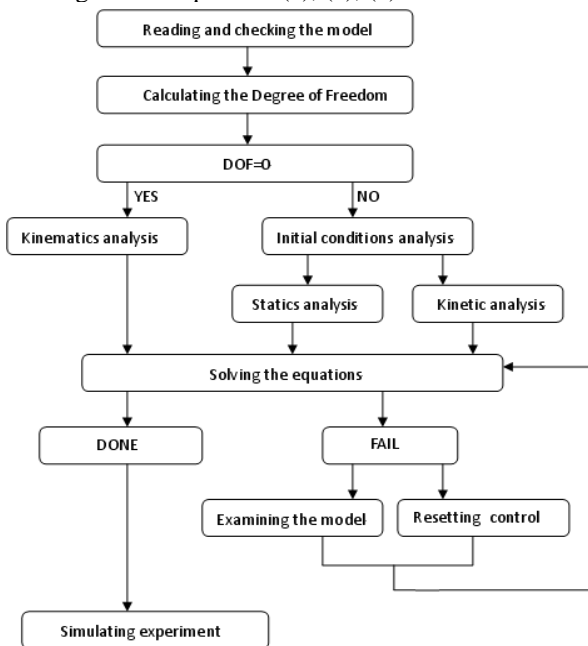 Reading and checking the model
Calculating the Degree of Freedom
DOF=0
YES
NO
Kinematics analysis
Initial conditions analysis
Statics analysis
Kinetic analysis
Solving the equations
DONE
FAIL
Examining the model
Resetting control
Simulating experiment